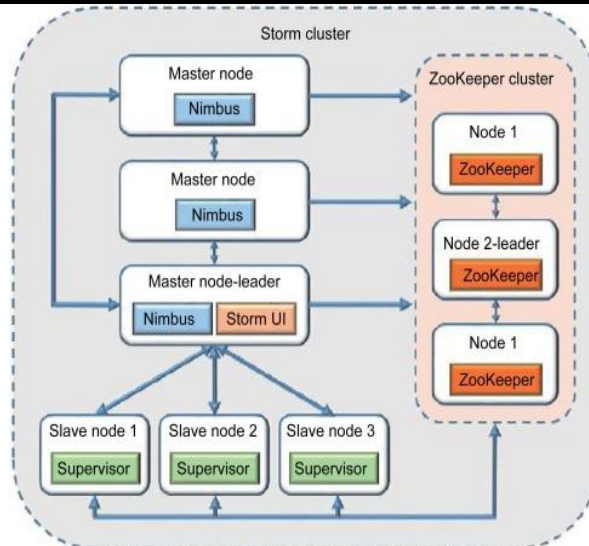 Storm cluster
Master node
Nimbus
Master node
Nimbus
Master node-leader
Nimbus
Storm UI
ZooKeeper cluster
Node 1
ZooKeeper
Node 2-leader
ZooKeeper
Node 1
ZooKeeper
Slave node 1
Supervisor
Slave node 2
Supervisor
Slave node 3
Supervisor